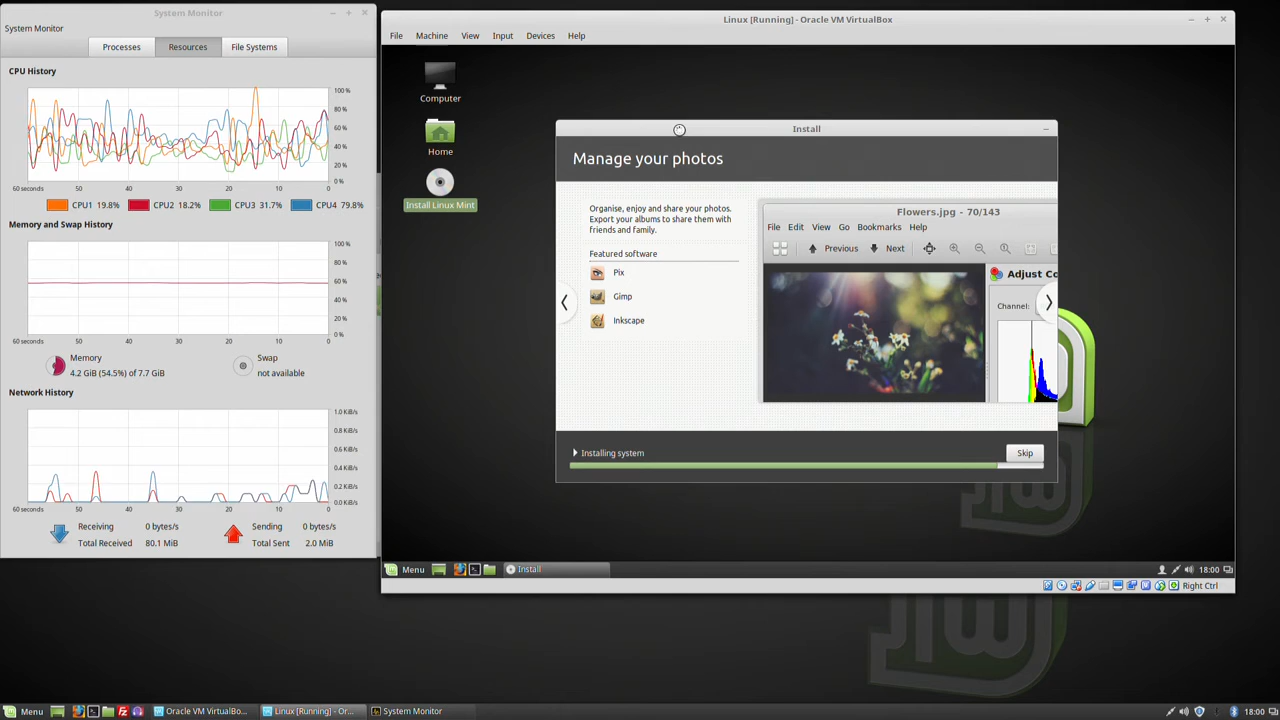 System Monitor
System Monitor
Processes
Resources
File Systems
CPU History
100 %
80 %
60 %
40 %
20 %
0 %
60 seconds
50
40
30
20
10
0
CPU1 19.8%
CPU2 18.2%
CPU3 31.7%
CPU4 79.8%
Memory and Swap History
100 %
80 %
60 %
40 %
20 %
0 %
60 seconds
50
40
30
20
10
0
Memory
4.2 GiB (54.5%) of 7.7 GiB
Swap
not available
Network History
1.0 KiB/s
0.8 KiB/s
0.6 KiB/s
0.4 KiB/s
0.2 KiB/s
0.0 KiB/s
60 seconds
50
40
30
20
10
0
Receiving 0 bytes/s
Total Received 80.1 MiB
Sending 0 bytes/s
Total Sent 2.0 MiB
Linux [Running] - Oracle VM VirtualBox
File Machine View Input Devices Help
Computer
Home
Install Linux Mint
Install
Manage your photos
Organise, enjoy and share your photos.
Export your albums to share them with
friends and family.
Featured software
Pix
Gimp
Inkscape
Flowers.jpg - 70/143
File Edit View Go Bookmarks Help
Previous Next
Adjust Co
Channel:
Installing system
Skip
Menu
Install
18:00
Right Ctrl
Menu
Oracle VM VirtualBo...
Linux [Running] - Or...
System Monitor
18:00